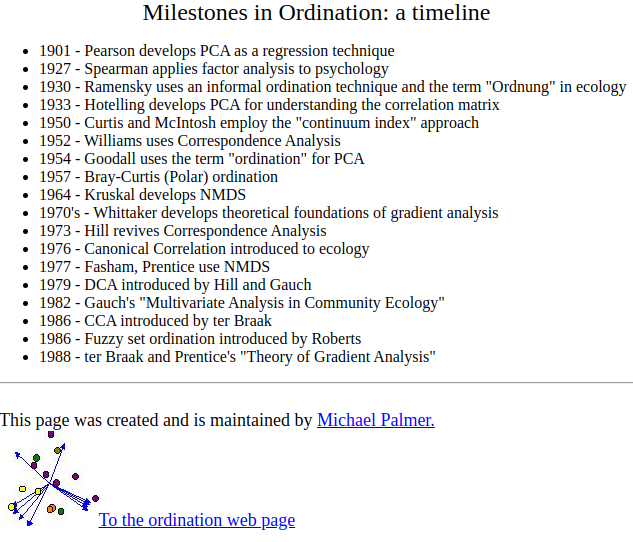 Milestones in Ordination: a timeline
1901 - Pearson develops PCA as a regression technique
1927 - Spearman applies factor analysis to psychology
1930 - Ramensky uses an informal ordination technique and the term "Ordnung" in ecology
1933 - Hotelling develops PCA for understanding the correlation matrix
1950 - Curtis and McIntosh employ the "continuum index" approach
1952 - Williams uses Correspondence Analysis
1954 - Goodall uses the term "ordination" for PCA
1957 - Bray-Curtis (Polar) ordination
1964 - Kruskal develops NMDS
1970's - Whittaker develops theoretical foundations of gradient analysis
1973 - Hill revives Correspondence Analysis
1976 - Canonical Correlation introduced to ecology
1977 - Fasham, Prentice use NMDS
1979 - DCA introduced by Hill and Gauch
1982 - Gauch's "Multivariate Analysis in Community Ecology"
1986 - CCA introduced by ter Braak
1986 - Fuzzy set ordination introduced by Roberts
1988 - ter Braak and Prentice's "Theory of Gradient Analysis"
This page was created and is maintained by Michael Palmer.
To the ordination web page